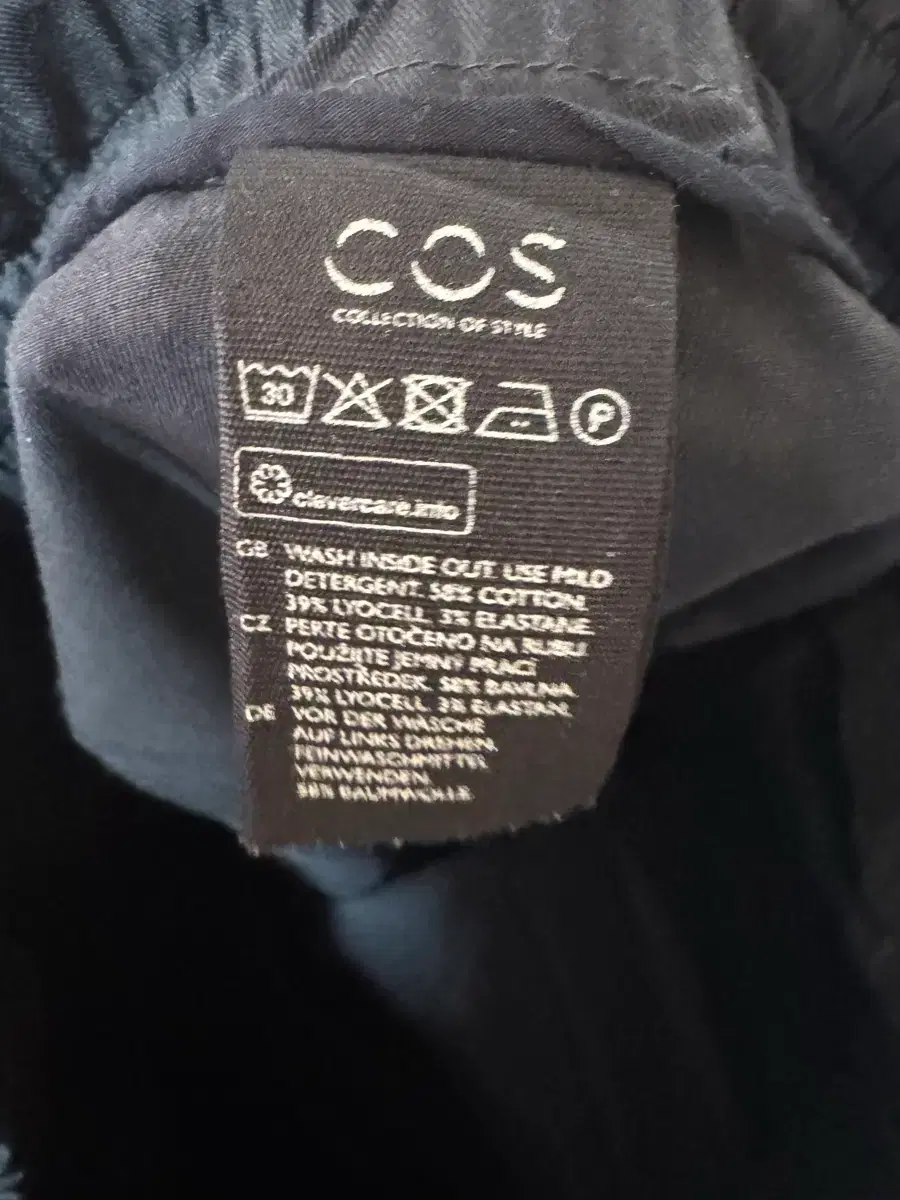 COS
COLLECTION OF STYLE
30
P
clevercare.info
GB WASH INSIDE OUT. USE MILD
DETERGENT. 58% COTTON.
39% LYOCELL. 3% ELASTANE.
CZ PERTE OTOČENO NA RUBU.
POUŽIJTE JEMNÝ PRACÍ
PROSTŘEDEK. 58% BAVLNA.
39% LYOCELL. 3% ELASTAN.
DE VOR DER WÄSCHE
AUF LINKS DREHEN.
FEINWASCHMITTEL
VERWENDEN.
58% BAUMWOLLE.